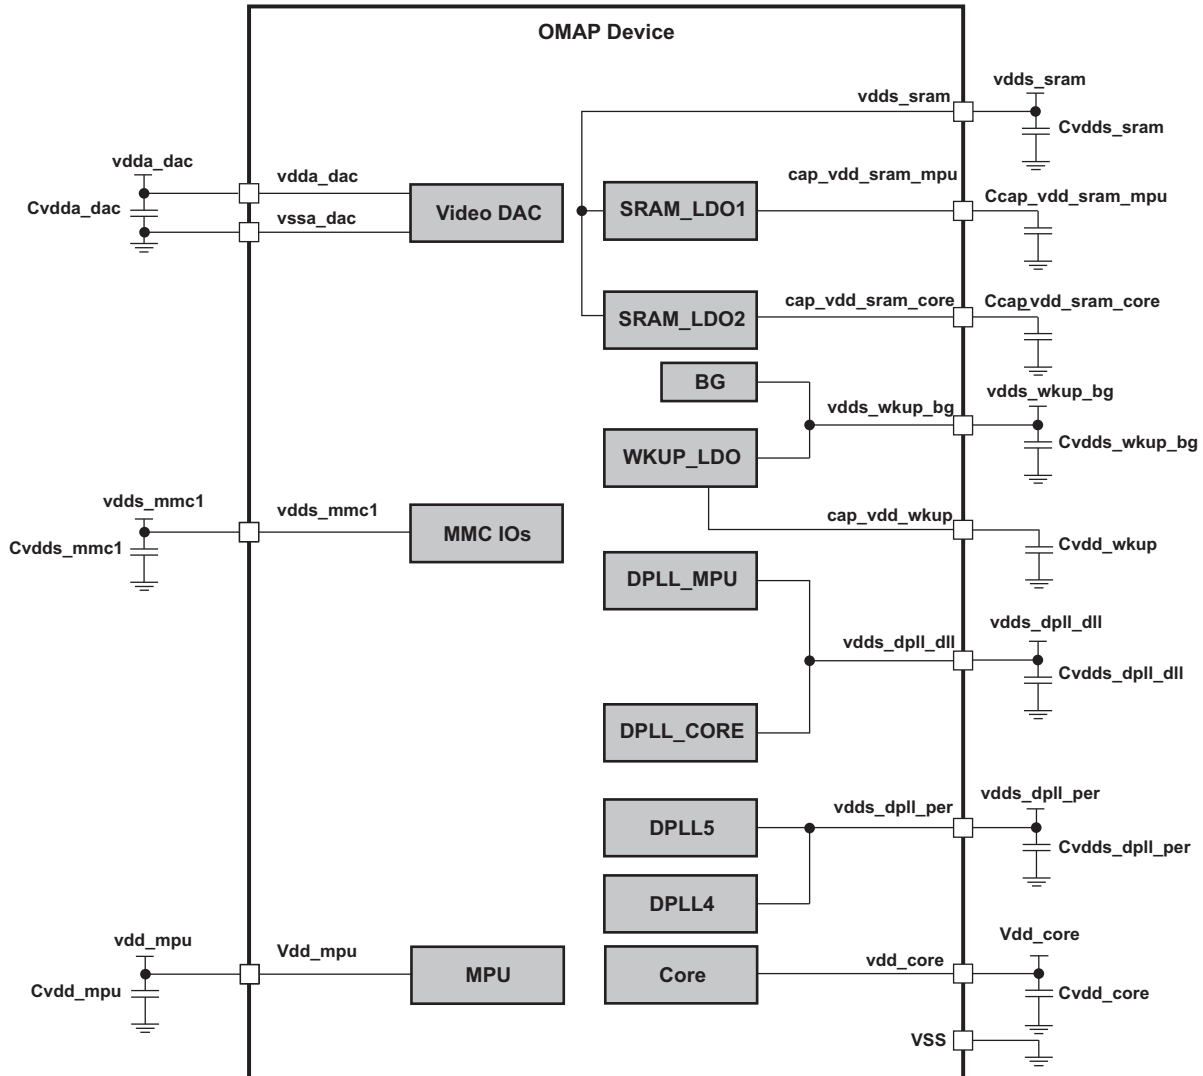 OMAP Device
vdds_sram
vdds_sram
Cvdds_sram
vdda_dac
vdda_dac
cap_vdd_sram_mpu
Cvdda_dac
Video DAC
SRAM_LDO1
Ccap_vdd_sram_mpu
vssa_dac
cap_vdd_sram_core
Ccap_vdd_sram_core
SRAM_LDO2
BG
vdds_wkup_bg
vdds_wkup_bg
Cvdds_wkup_bg
WKUP_LDO
vdds_mmc1
vdds_mmc1
cap_vdd_wkup
Cvdds_mmc1
MMC IOs
Cvdd_wkup
DPLL_MPU
vdds_dpll_dll
vdds_dpll_dll
Cvdds_dpll_dll
DPLL_CORE
vdds_dpll_per
vdds_dpll_per
DPLL5
Cvdds_dpll_per
DPLL4
vdd_mpu
Vdd_mpu
Vdd_core
vdd_core
MPU
Core
Cvdd_mpu
Cvdd_core
VSS